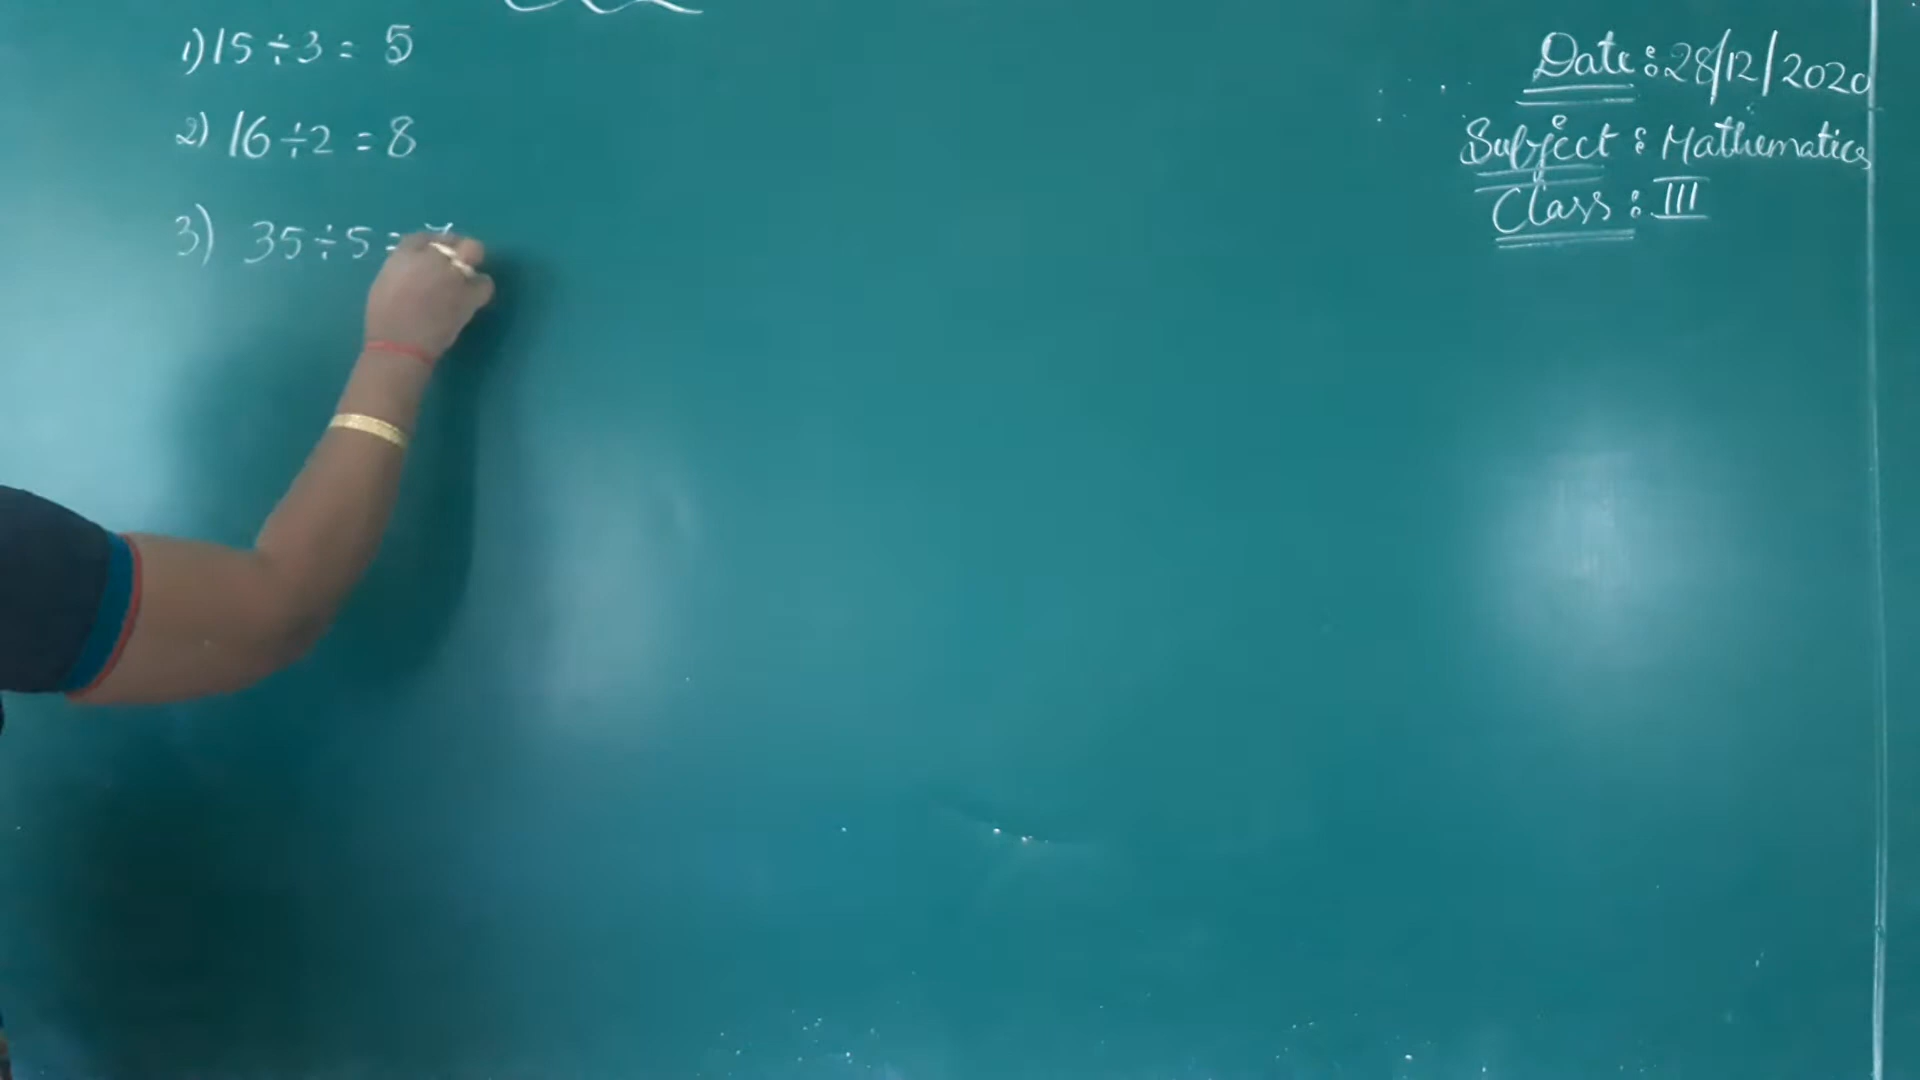 1) 15 ÷ 3 = 5
2) 16 ÷ 2 = 8
3) 35 ÷ 5 = 7
Date : 28/12/2020
Subject : Mathematics
Class : III